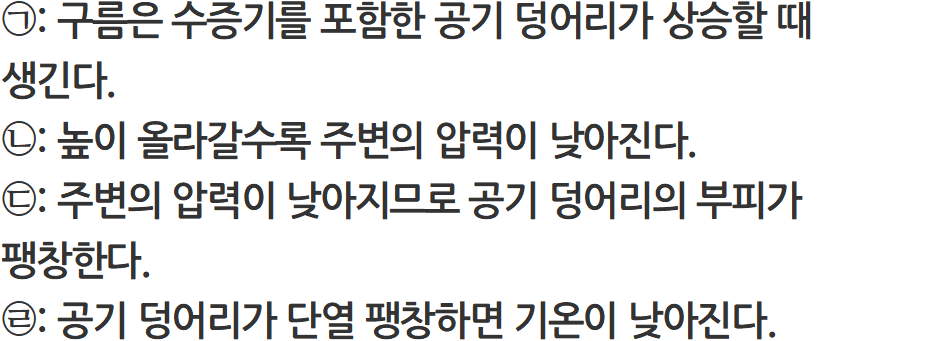 ㉠: 구름은 수증기를 포함한 공기 덩어리가 상승할 때
생긴다.
㉡: 높이 올라갈수록 주변의 압력이 낮아진다.
㉢: 주변의 압력이 낮아지므로 공기 덩어리의 부피가
팽창한다.
㉣: 공기 덩어리가 단열 팽창하면 기온이 낮아진다.